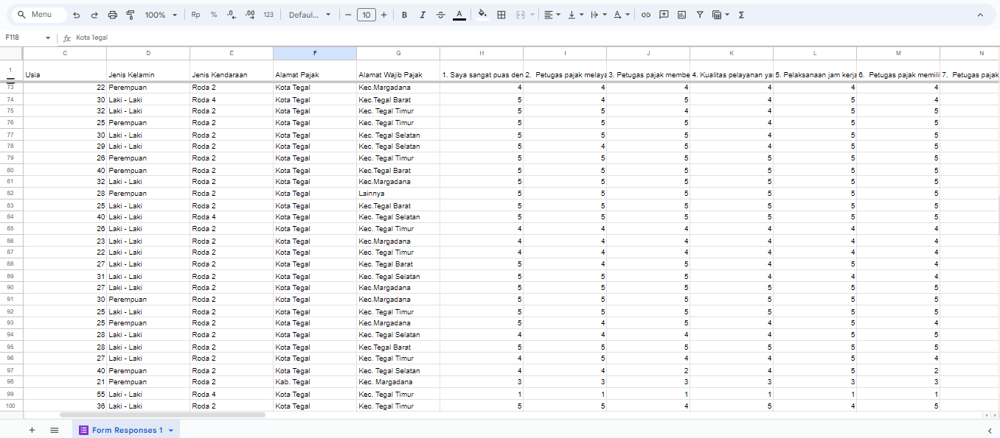 Menu 100% Rp % .0 .00 123 Defaul... 10 B I A A Σ
F118 fx Kota Tegal
C D E F G H I J K L M N
1 Usia Jenis Kelamin Jenis Kendaraan Alamat Pajak Alamat Wajib Pajak 1. Saya sangat puas den 2. Petugas pajak melaya 3. Petugas pajak membe 4. Kualitas pelayanan ya 5. Pelaksanaan jam kerja 6. Petugas pajak memili 7. Petugas pajak
73 22 Perempuan Roda 2 Kota Tegal Kec.Margadana 4 4 4 4 4 4
74 30 Laki - Laki Roda 4 Kota Tegal Kec.Tegal Barat 5 4 5 4 5 4
75 32 Laki - Laki Roda 2 Kota Tegal Kec. Tegal Timur 5 5 4 4 5 5
76 25 Perempuan Roda 2 Kota Tegal Kec. Tegal Timur 5 5 5 4 5 5
77 30 Laki - Laki Roda 2 Kota Tegal Kec. Tegal Selatan 5 5 5 4 5 5
78 29 Laki - Laki Roda 2 Kota Tegal Kec. Tegal Selatan 5 4 5 4 5 5
79 26 Perempuan Roda 2 Kota Tegal Kec. Tegal Timur 5 5 5 5 5 5
80 40 Perempuan Roda 2 Kota Tegal Kec.Tegal Barat 5 5 5 5 5 5
81 32 Laki - Laki Roda 2 Kota Tegal Kec.Margadana 5 5 5 5 5 5
82 28 Perempuan Roda 2 Kota Tegal Lainnya 5 5 5 5 5 5
83 25 Laki - Laki Roda 2 Kota Tegal Kec.Tegal Barat 5 5 5 5 5 5
84 40 Laki - Laki Roda 4 Kota Tegal Kec. Tegal Selatan 5 5 5 5 5 5
85 26 Laki - Laki Roda 2 Kota Tegal Kec. Tegal Timur 4 4 4 4 4 4
86 23 Laki - Laki Roda 2 Kota Tegal Kec.Margadana 4 4 4 4 4 4
87 22 Laki - Laki Roda 2 Kota Tegal Kec. Tegal Timur 4 4 4 4 4 4
88 27 Laki - Laki Roda 2 Kota Tegal Kec. Tegal Barat 5 4 5 4 5 4
89 31 Laki - Laki Roda 2 Kota Tegal Kec. Tegal Selatan 5 5 5 4 4 4
90 27 Laki - Laki Roda 2 Kota Tegal Kec.Margadana 5 5 5 5 5 5
91 30 Perempuan Roda 2 Kota Tegal Kec.Margadana 5 5 5 5 5 5
92 25 Laki - Laki Roda 2 Kota Tegal Kec. Tegal Timur 5 5 5 5 5 5
93 25 Perempuan Roda 2 Kota Tegal Kec.Margadana 5 4 5 4 5 4
94 28 Laki - Laki Roda 2 Kota Tegal Kec. Tegal Selatan 4 4 4 4 5 5
95 28 Laki - Laki Roda 2 Kota Tegal Kec.Tegal Barat 5 5 5 5 5 5
96 27 Laki - Laki Roda 2 Kota Tegal Kec. Tegal Timur 4 5 4 4 5 4
97 40 Perempuan Roda 2 Kota Tegal Kec. Tegal Selatan 4 4 2 4 5 2
98 21 Perempuan Roda 2 Kab. Tegal Kec. Margadana 3 3 3 3 3 3
99 55 Laki - Laki Roda 4 Kota Tegal Kec. Tegal Timur 1 1 1 1 1 1
100 36 Laki - Laki Roda 2 Kota Tegal Kec. Tegal Timur 5 5 4 5 4 5
Form Responses 1